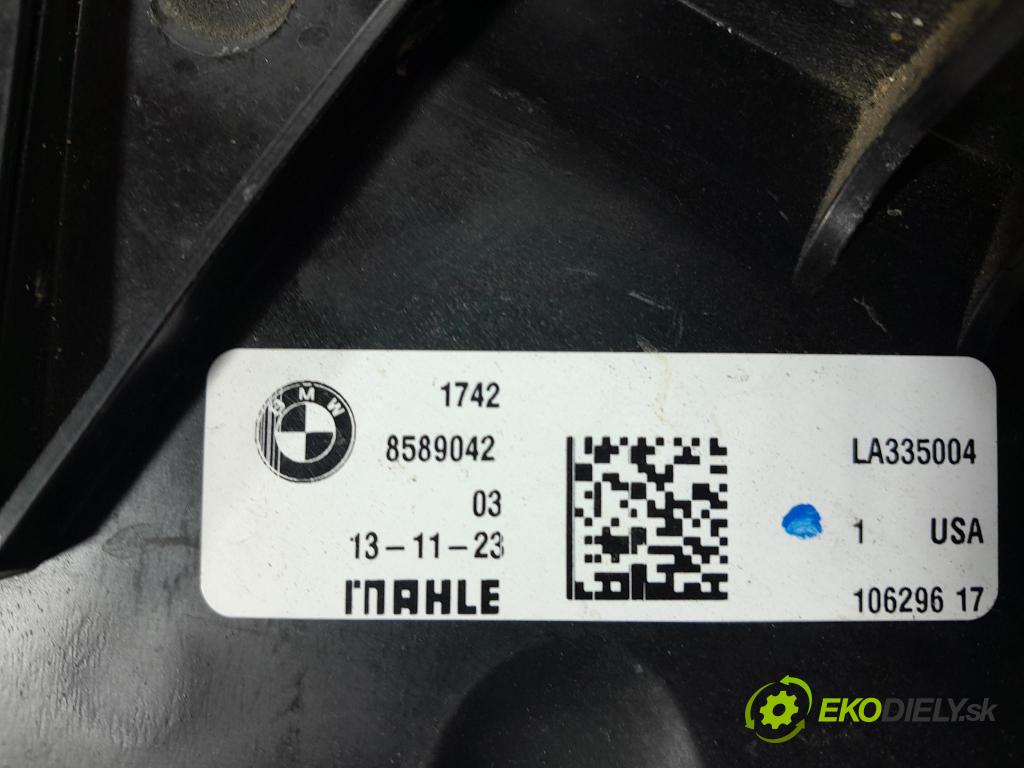 BMW
1742
8589042
03
13-11-23
MAHLE
LA335004
1 USA
106296 17
EKODIELY.sk